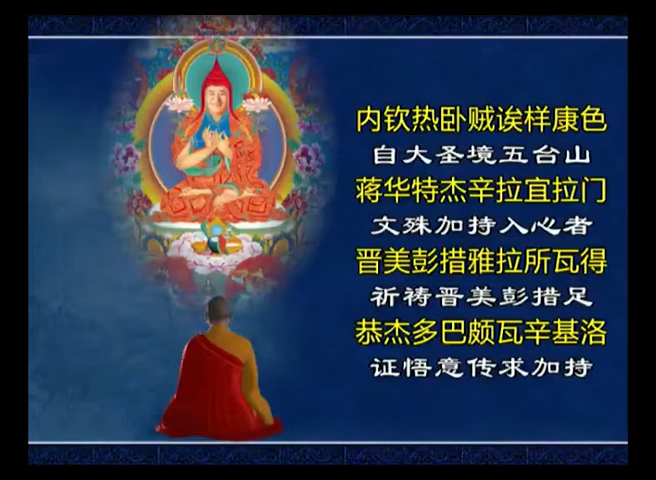 内钦热卧贼诶样康色
自大圣境五台山
蒋华特杰辛拉宜拉门
文殊加持入心者
晋美彭措雅拉所瓦得
祈祷晋美彭措足
恭杰多巴颇瓦辛基洛
证悟意传求加持